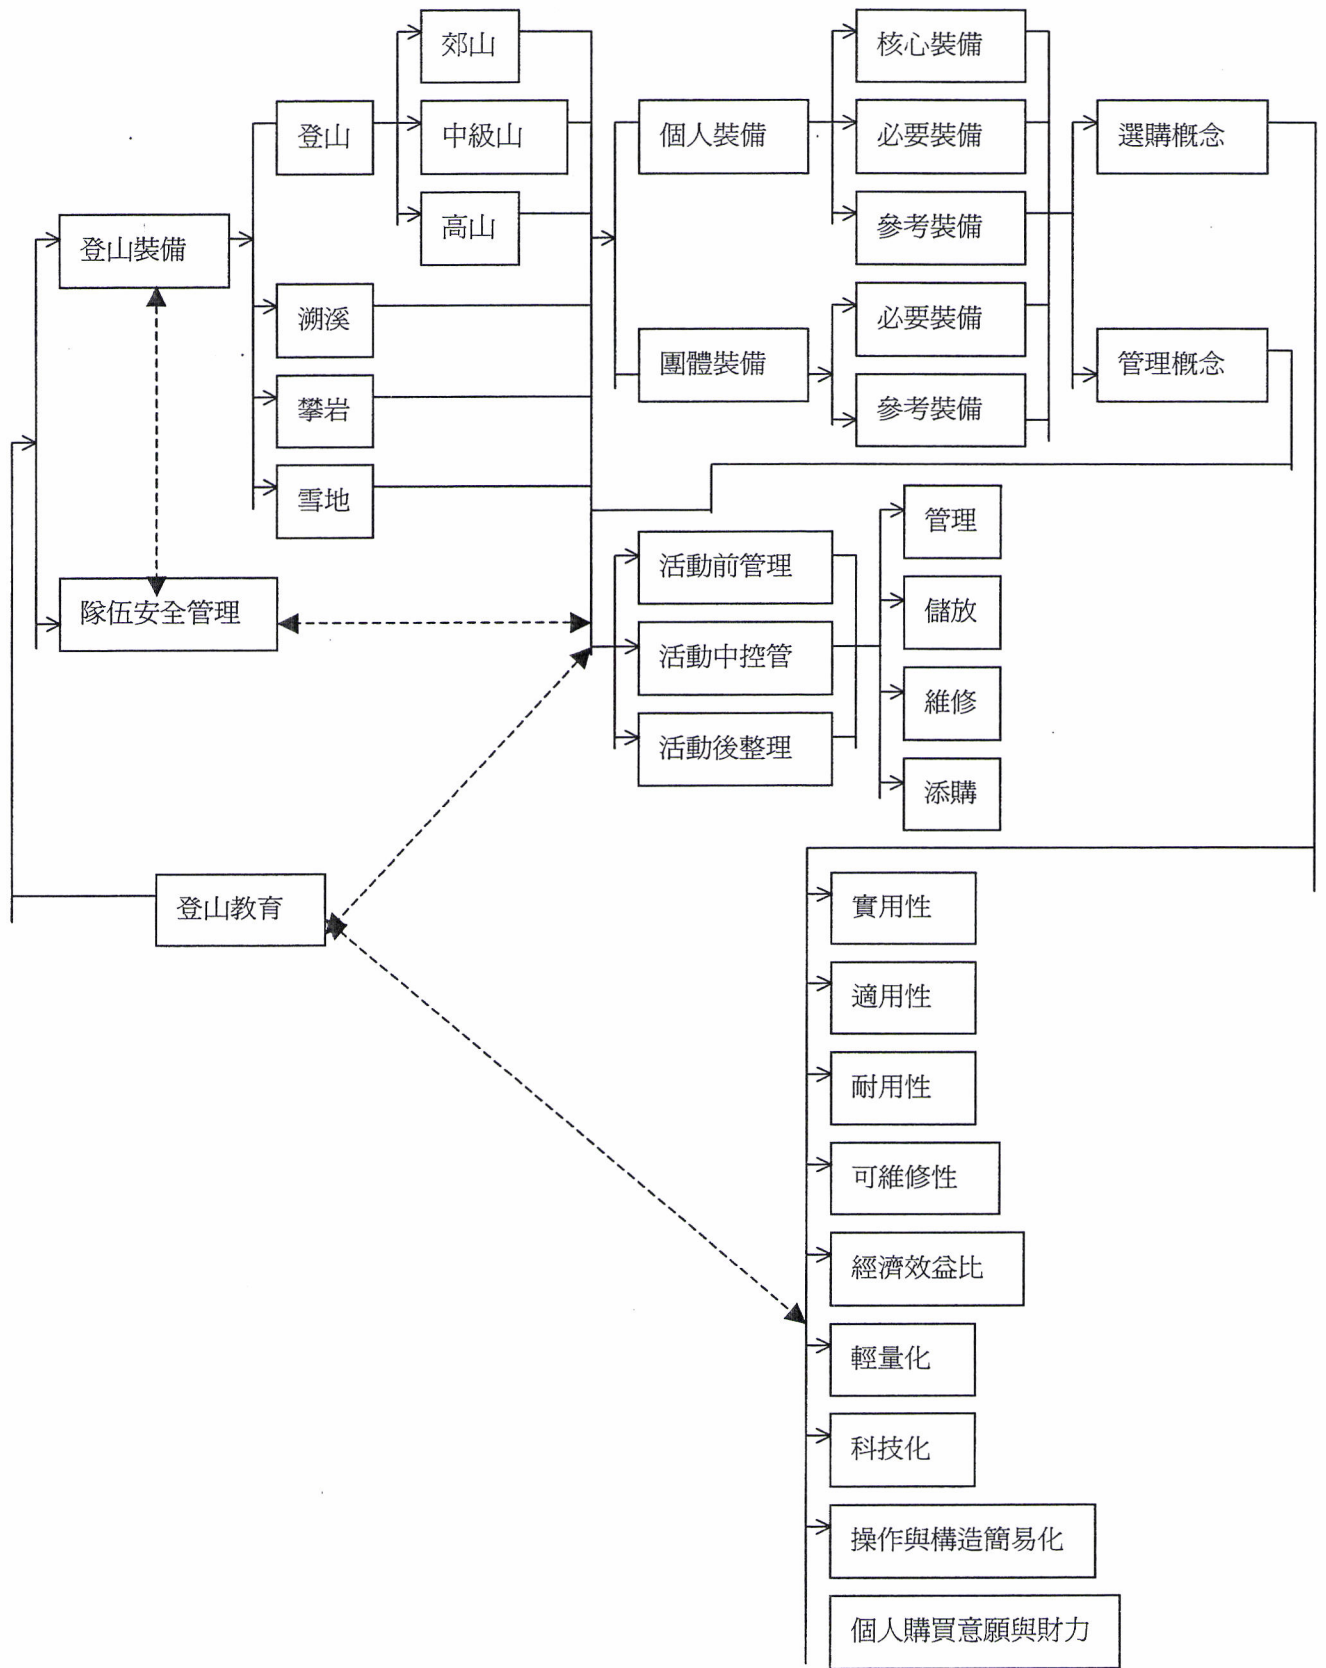 郊山
核心裝備
登山
中級山
個人裝備
必要裝備
選購概念
高山
參考裝備
登山裝備
溯溪
必要裝備
團體裝備
管理概念
攀岩
參考裝備
雪地
管理
活動前管理
隊伍安全管理
儲放
活動中控管
維修
活動後整理
添購
登山教育
實用性
適用性
耐用性
可維修性
經濟效益比
輕量化
科技化
操作與構造簡易化
個人購買意願與財力